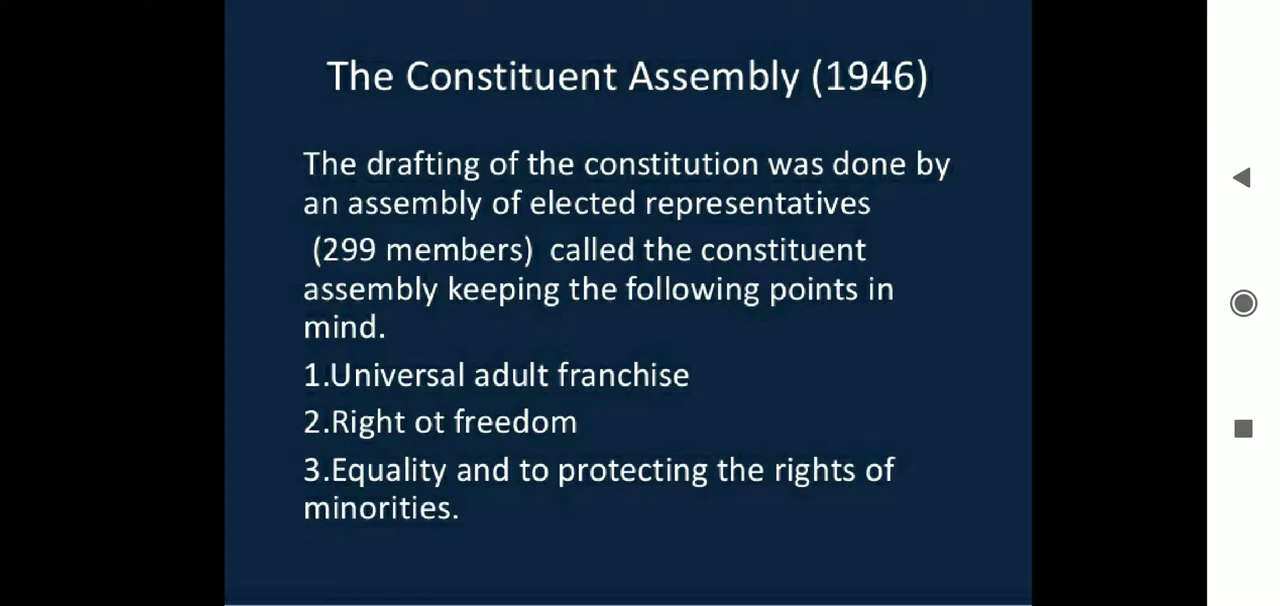 The Constituent Assembly (1946)
The drafting of the constitution was done by
an assembly of elected representatives
(299 members)  called the constituent
assembly keeping the following points in
mind.
1.Universal adult franchise
2.Right ot freedom
3.Equality and to protecting the rights of
minorities.